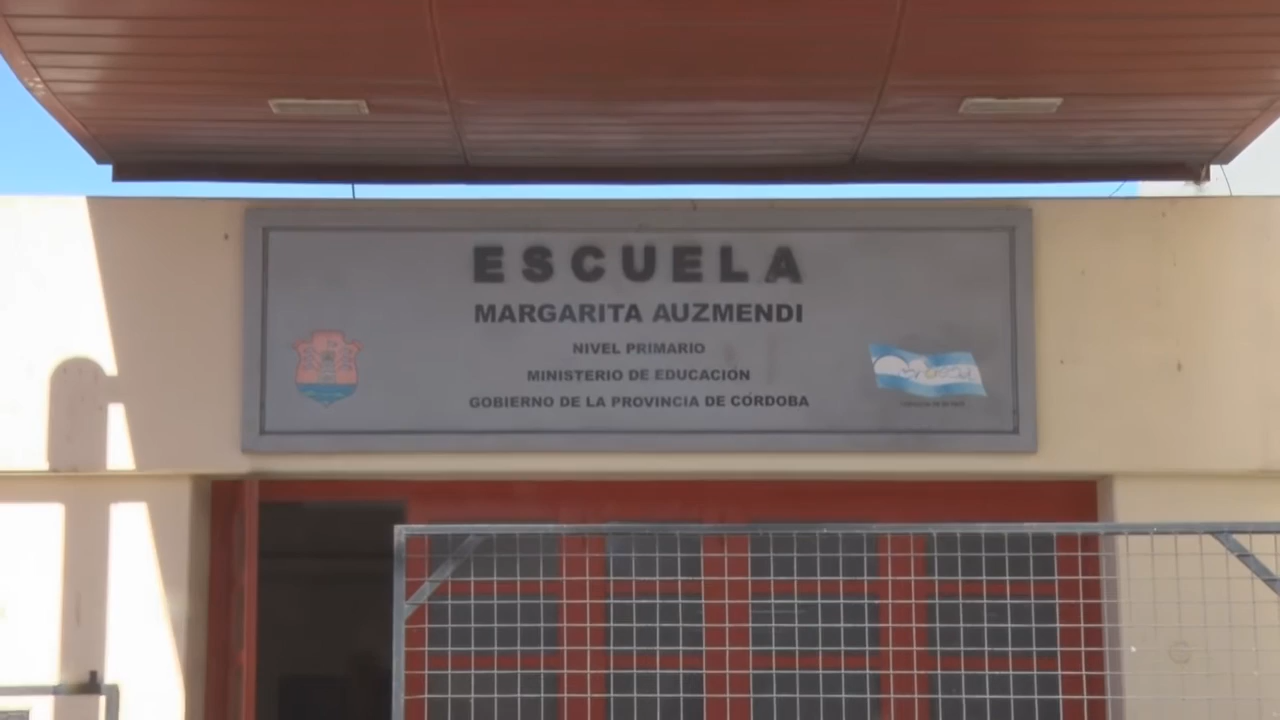 ESCUELA
MARGARITA AUZMENDI
NIVEL PRIMARIO
MINISTERIO DE EDUCACION
GOBIERNO DE LA PROVINCIA DE CORDOBA